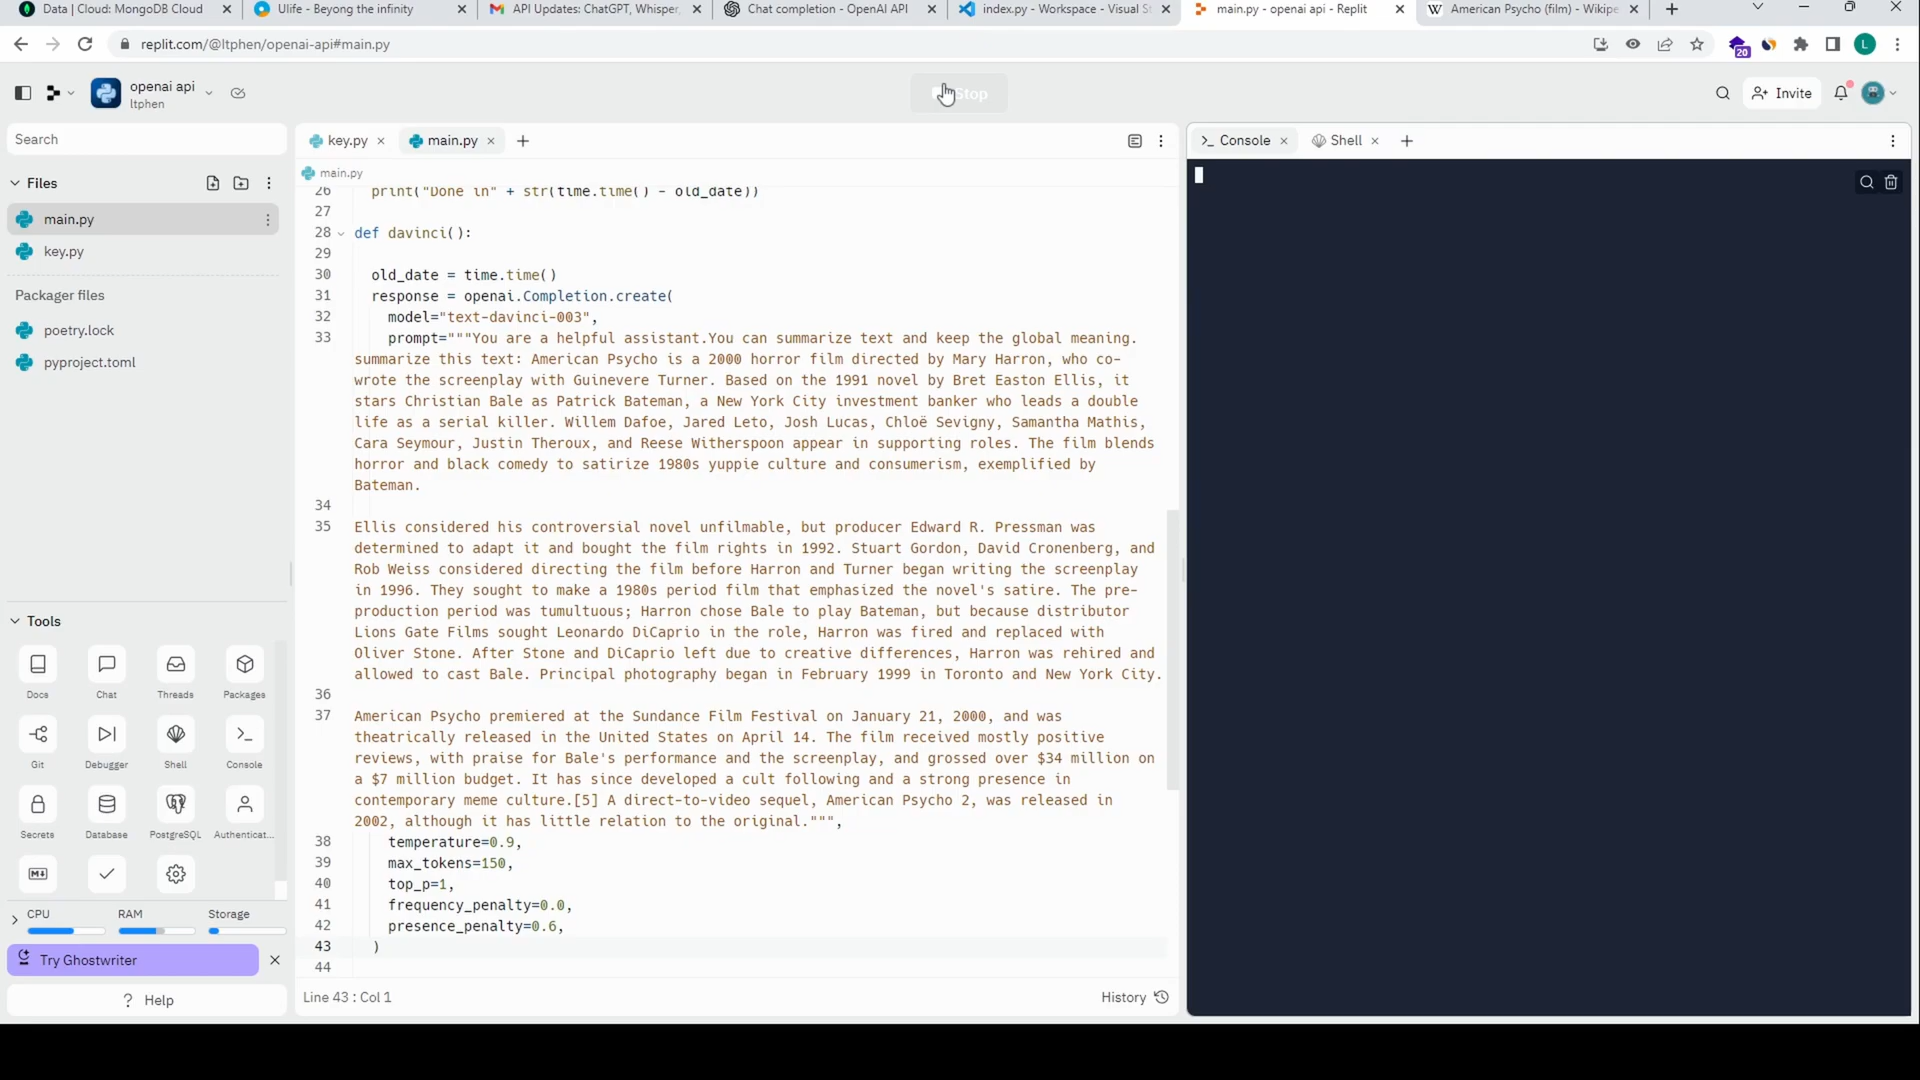 Data | Cloud: MongoDB Cloud
Ulife - Beyong the infinity
API Updates: ChatGPT, Whisper,
Chat completion - OpenAI API
index.py - Workspace - Visual St
main.py - openai api - Replit
American Psycho (film) - Wikipe
replit.com/@ltphen/openai-api#main.py
20
L
openai api
ltphen
Stop
Invite
Search
key.py
main.py
Console
Shell
Files
main.py
main.py
key.py
Packager files
poetry.lock
pyproject.toml
26 print("Done in" + str(time.time() - old_date))
27
28 def davinci():
29
30 old_date = time.time()
31 response = openai.Completion.create(
32 model="text-davinci-003",
33 prompt="""You are a helpful assistant.You can summarize text and keep the global meaning.
summarize this text: American Psycho is a 2000 horror film directed by Mary Harron, who co-
wrote the screenplay with Guinevere Turner. Based on the 1991 novel by Bret Easton Ellis, it
stars Christian Bale as Patrick Bateman, a New York City investment banker who leads a double
life as a serial killer. Willem Dafoe, Jared Leto, Josh Lucas, Chloë Sevigny, Samantha Mathis,
Cara Seymour, Justin Theroux, and Reese Witherspoon appear in supporting roles. The film blends
horror and black comedy to satirize 1980s yuppie culture and consumerism, exemplified by
Bateman.
34
35 Ellis considered his controversial novel unfilmable, but producer Edward R. Pressman was
determined to adapt it and bought the film rights in 1992. Stuart Gordon, David Cronenberg, and
Rob Weiss considered directing the film before Harron and Turner began writing the screenplay
in 1996. They sought to make a 1980s period film that emphasized the novel's satire. The pre-
production period was tumultuous; Harron chose Bale to play Bateman, but because distributor
Lions Gate Films sought Leonardo DiCaprio in the role, Harron was fired and replaced with
Oliver Stone. After Stone and DiCaprio left due to creative differences, Harron was rehired and
allowed to cast Bale. Principal photography began in February 1999 in Toronto and New York City.
36
37 American Psycho premiered at the Sundance Film Festival on January 21, 2000, and was
theatrically released in the United States on April 14. The film received mostly positive
reviews, with praise for Bale's performance and the screenplay, and grossed over $34 million on
a $7 million budget. It has since developed a cult following and a strong presence in
contemporary meme culture.[5] A direct-to-video sequel, American Psycho 2, was released in
2002, although it has little relation to the original.""",
38 temperature=0.9,
39 max_tokens=150,
40 top_p=1,
41 frequency_penalty=0.0,
42 presence_penalty=0.6,
43 )
44
Tools
Docs
Chat
Threads
Packages
Git
Debugger
Shell
Console
Secrets
Database
PostgreSQL
Authenticat...
CPU
RAM
Storage
Try Ghostwriter
? Help
Line 43 : Col 1
History